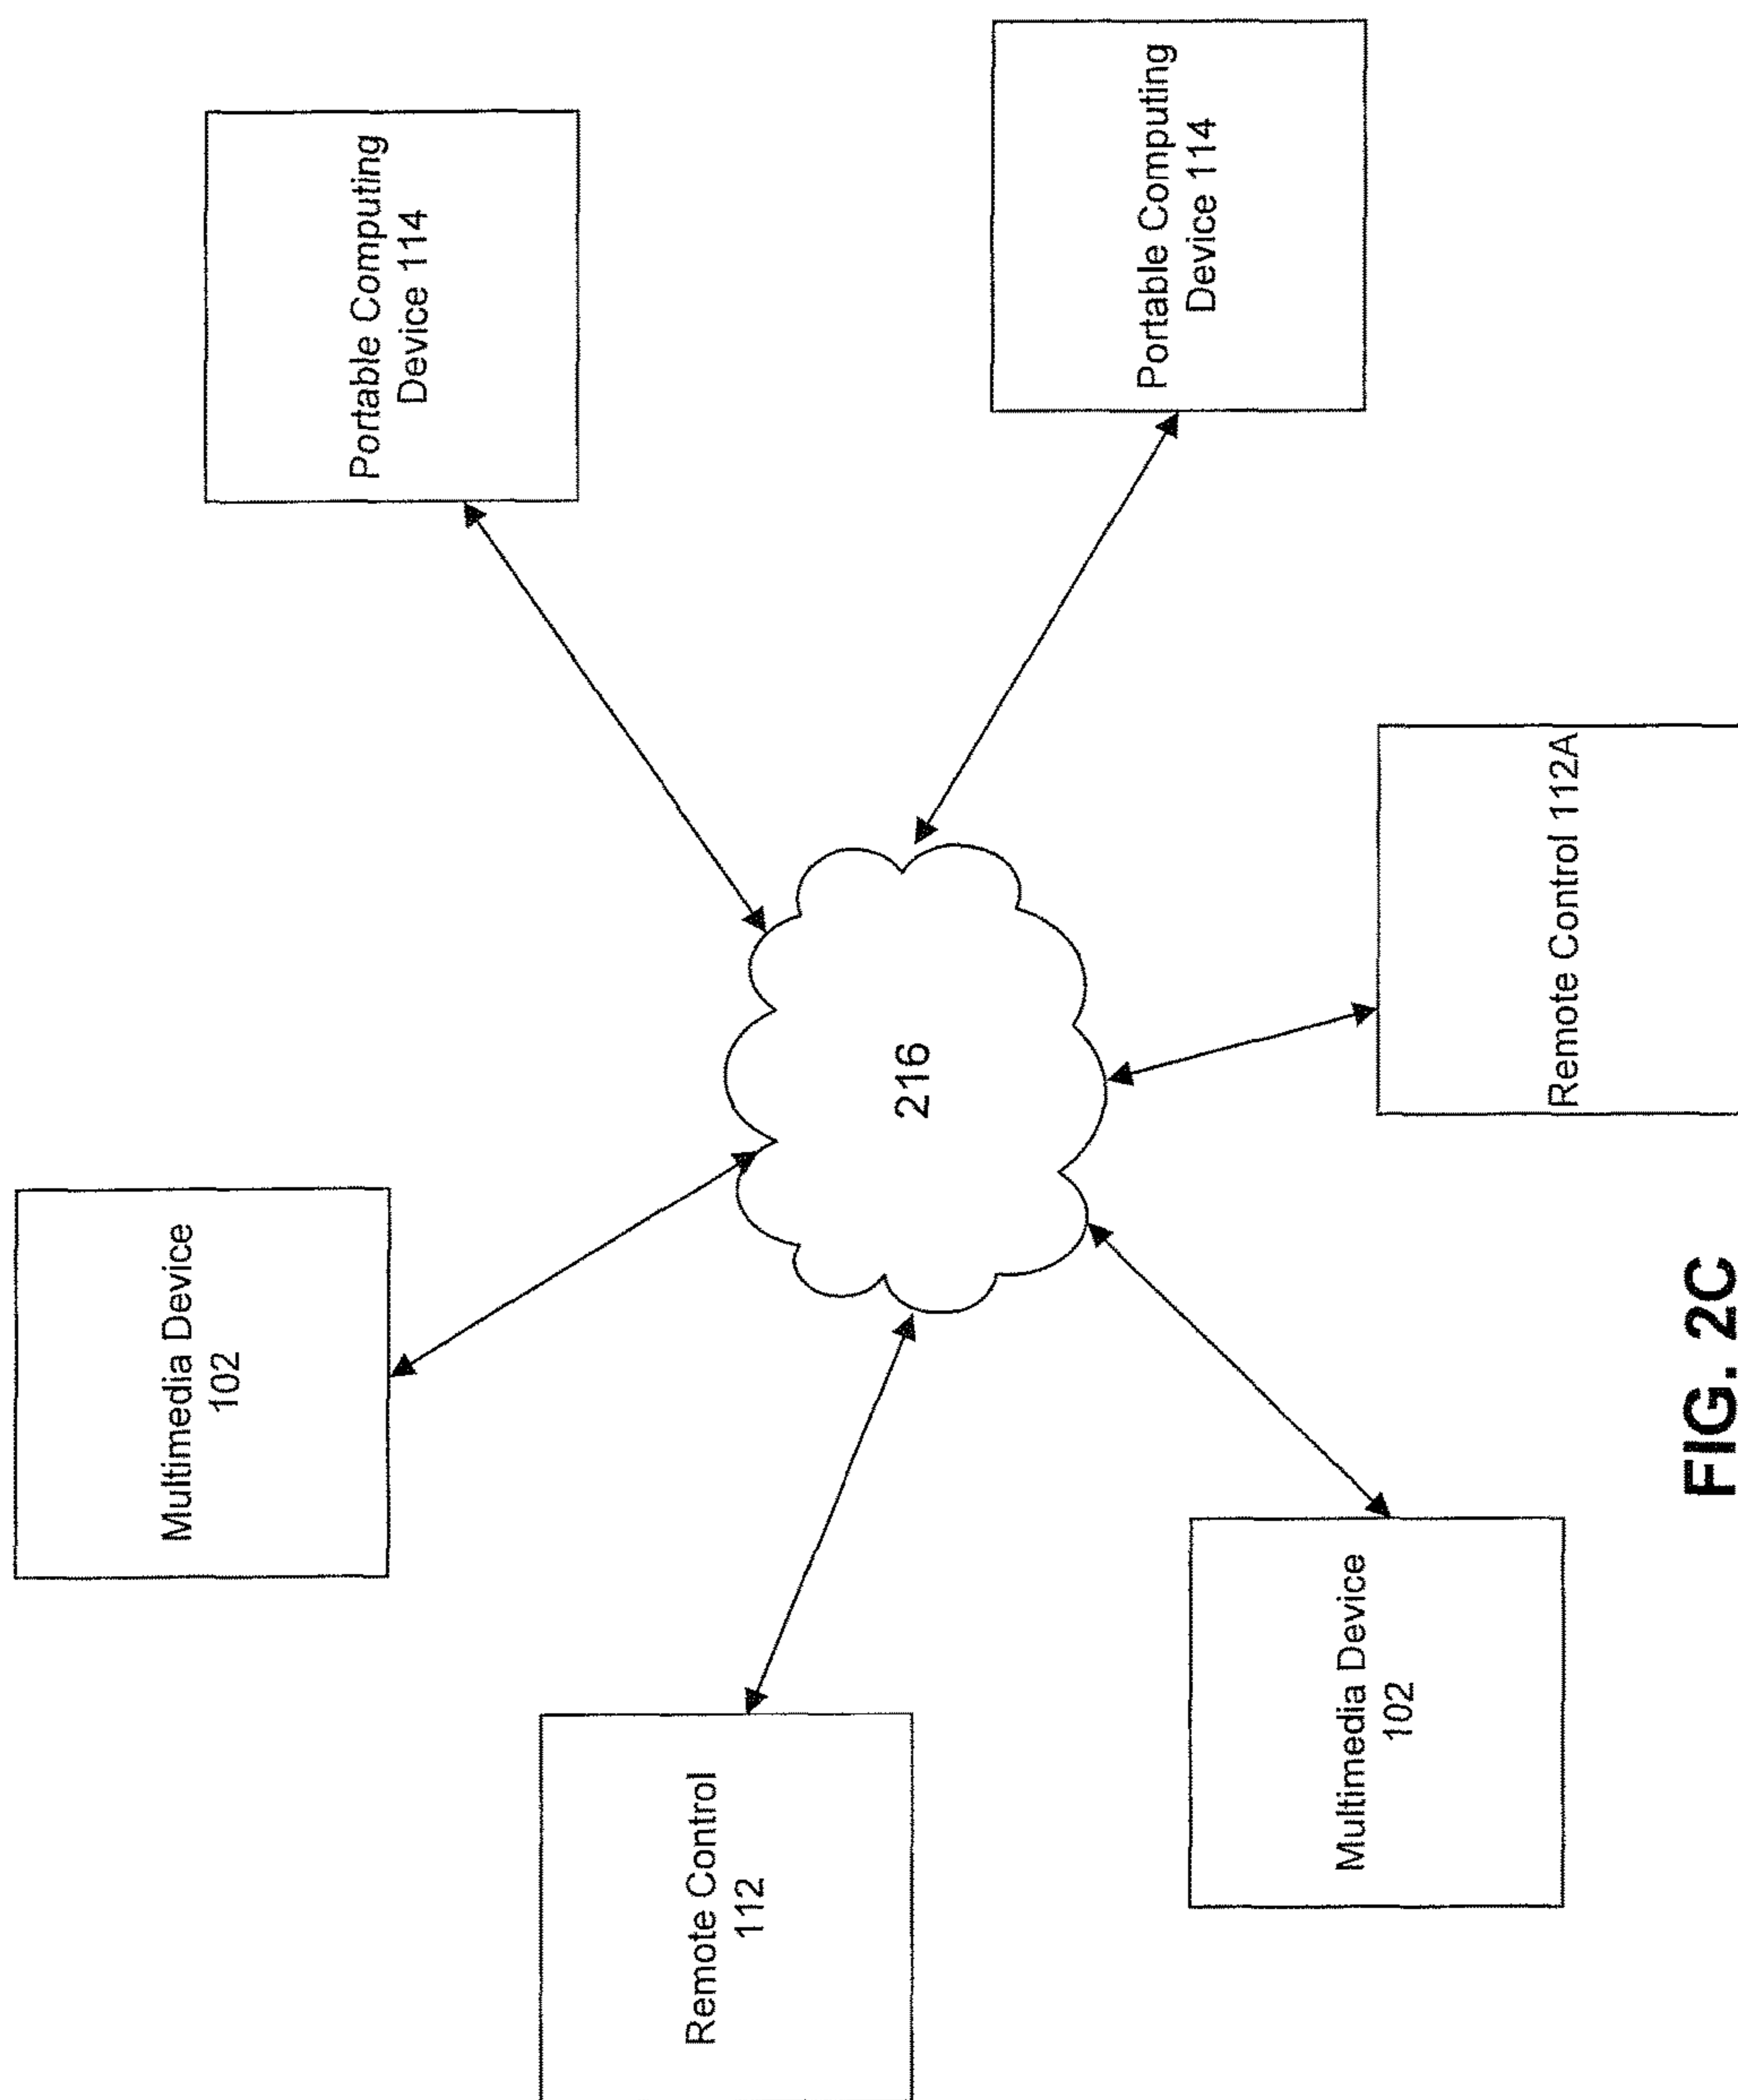 Multimedia Device
102
Portable Computing
Device 114
Remote Control
112
216
Portable Computing
Device 114
Multimedia Device
102
Remote Control 112A
FIG. 2C